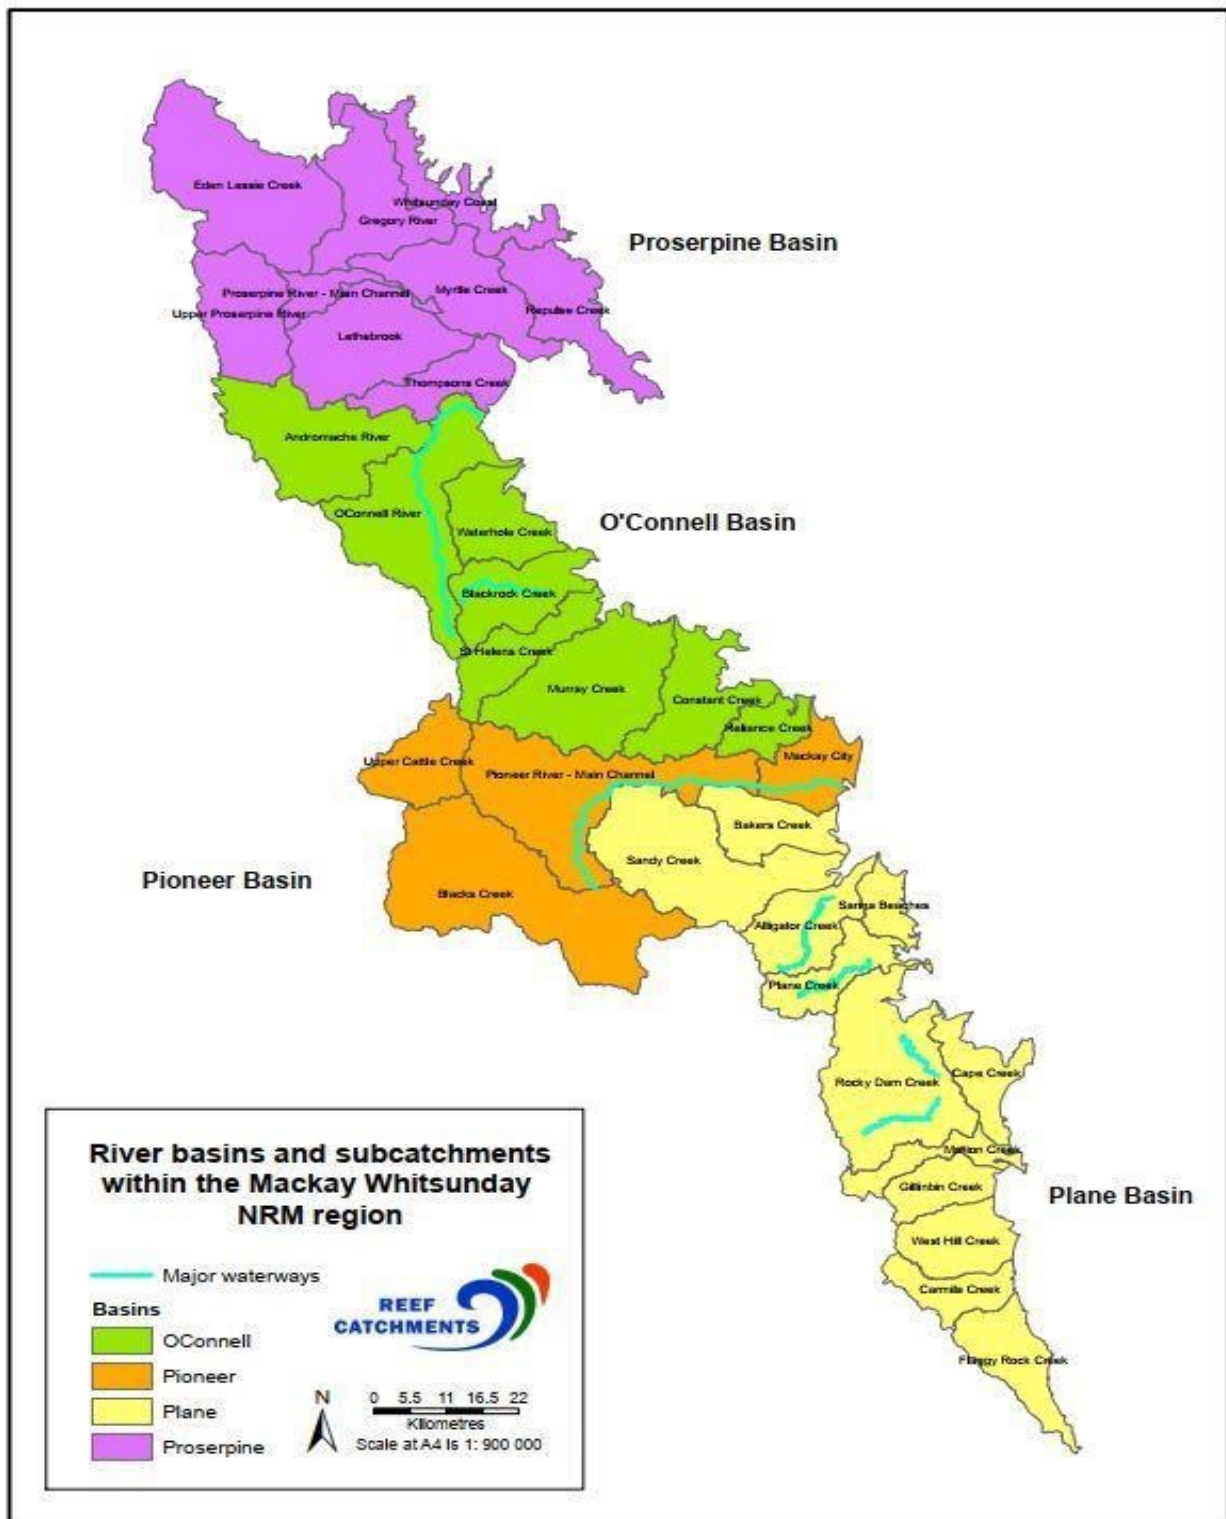 Eden Lassie Creek
Whitsunday Coast
Gregory River
Proserpine Basin
Proserpine River - Main Channel
Myrtle Creek
Upper Proserpine River
Repulse Creek
Lethebrook
Thompsons Creek
Andromache River
OConnell River
O'Connell Basin
Waterhole Creek
Blackrock Creek
St Helens Creek
Murray Creek
Constant Creek
Reliance Creek
Mackay City
Upper Cattle Creek
Pioneer River - Main Channel
Bakers Creek
Sandy Creek
Pioneer Basin
Blacks Creek
Sarina Beaches
Alligator Creek
Plane Creek
Rocky Dam Creek
Cape Creek
Marion Creek
Gillinbin Creek
Plane Basin
West Hill Creek
Carmila Creek
Flaggy Rock Creek
River basins and subcatchments
within the Mackay Whitsunday
NRM region
Major waterways
Basins
OConnell
Pioneer
Plane
Proserpine
REEF
CATCHMENTS
N
0 5.5 11 16.5 22
Kilometres
Scale at A4 is 1: 900 000